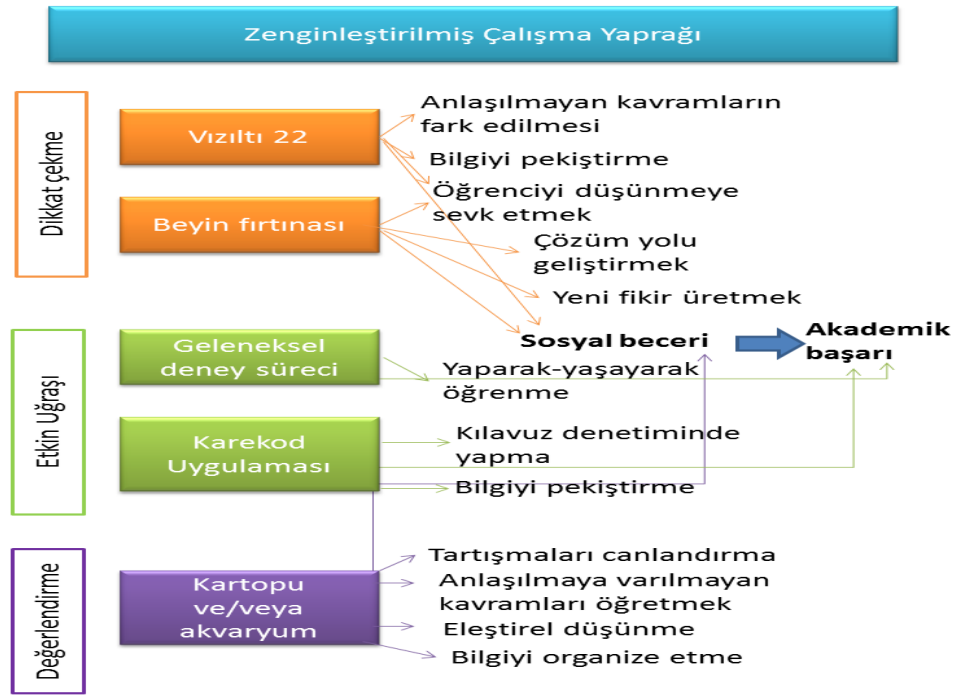 Zenginleştirilmiş Çalışma Yaprağı
Dikkat çekme
Vızıltı 22
Beyin fırtınası
Anlaşılmayan kavramların
fark edilmesi
Bilgiyi pekiştirme
Öğrenciyi düşünmeye
sevk etmek
Çözüm yolu
geliştirmek
Yeni fikir üretmek
Sosyal beceri
Akademik
başarı
Etkin Uğraşı
Geleneksel
deney süreci
Yaparak-yaşayarak
öğrenme
Karekod
Uygulaması
Kılavuz denetiminde
yapma
Bilgiyi pekiştirme
Değerlendirme
Kartopu
ve/veya
akvaryum
Tartışmaları canlandırma
Anlaşılmaya varılmayan
kavramları öğretmek
Eleştirel düşünme
Bilgiyi organize etme